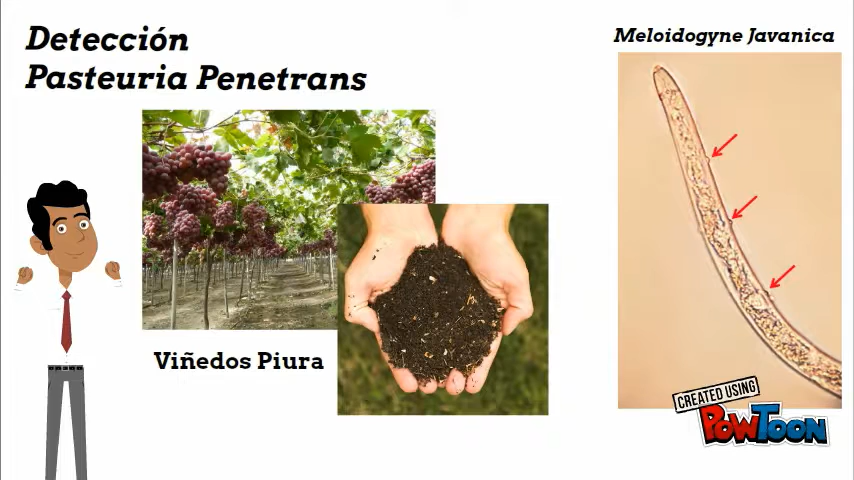 Detección
Pasteuria Penetrans
Meloidogyne Javanica
Viñedos Piura
CREATED USING
POWTOON